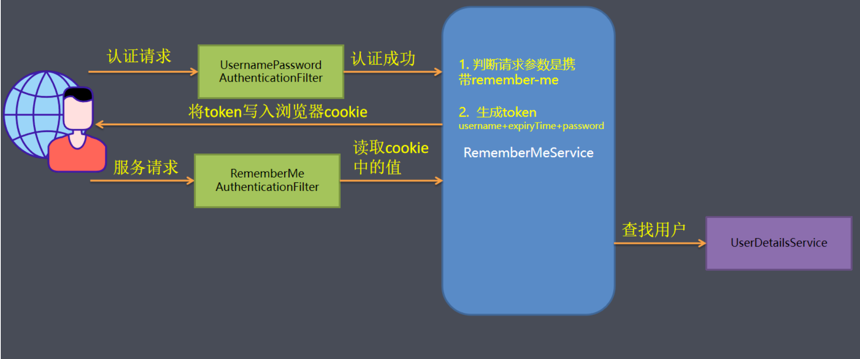 认证请求
UsernamePassword
AuthenticationFilter
认证成功
1. 判断请求参数是携
带remember-me
将token写入浏览器cookie
2. 生成token
username+expiryTime+password
RememberMeService
服务请求
RememberMe
AuthenticationFilter
读取cookie
中的值
查找用户
UserDetailsService